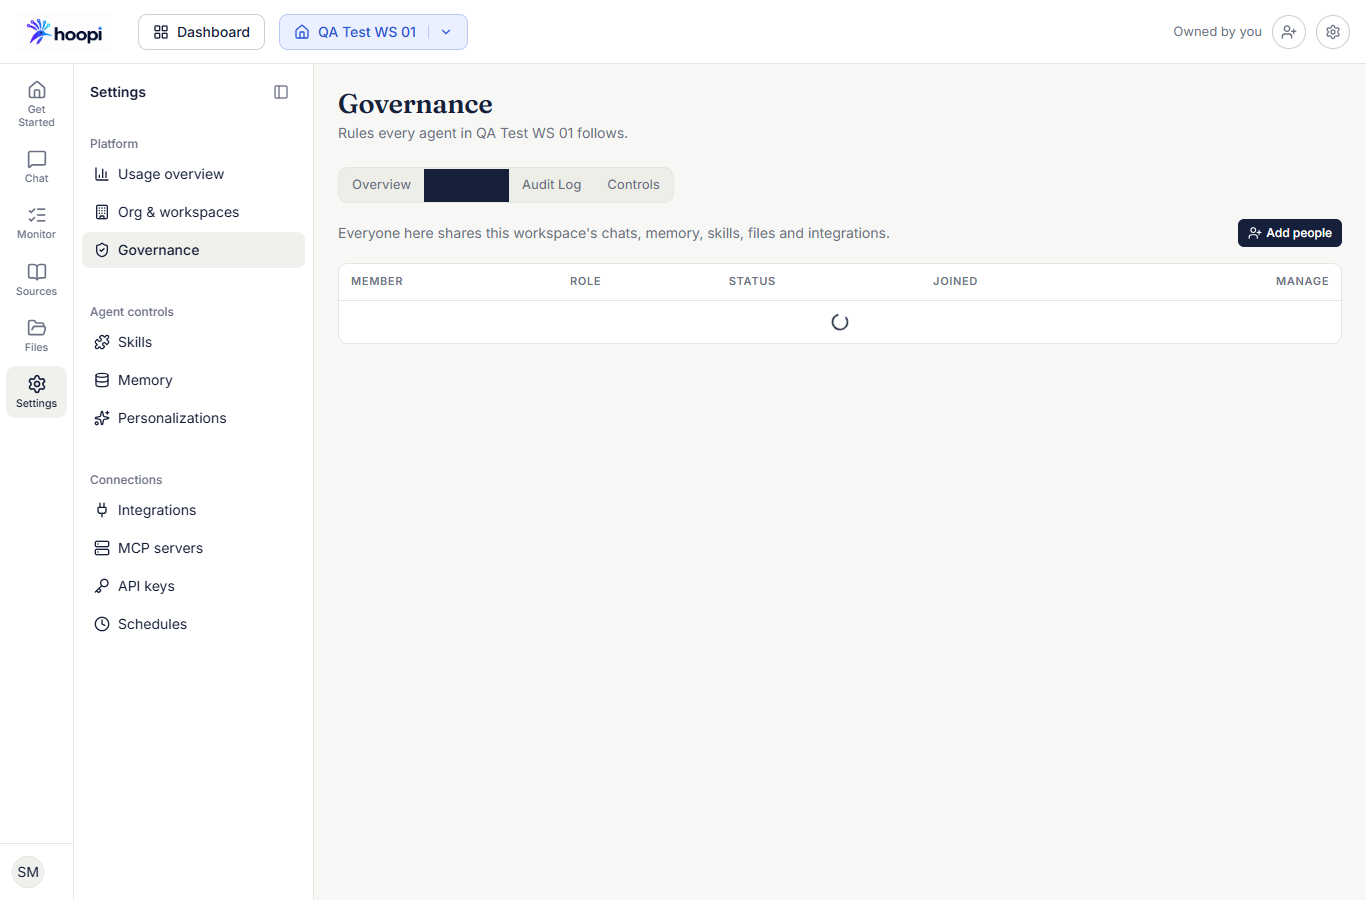 hoopi
Dashboard
QA Test WS 01
Owned by you
Get
Started
Chat
Monitor
Sources
Files
Settings
SM
Settings
Platform
Usage overview
Org & workspaces
Governance
Agent controls
Skills
Memory
Personalizations
Connections
Integrations
MCP servers
API keys
Schedules
Governance
Rules every agent in QA Test WS 01 follows.
Overview Audit Log Controls
Everyone here shares this workspace's chats, memory, skills, files and integrations.
Add people
MEMBER ROLE STATUS JOINED MANAGE